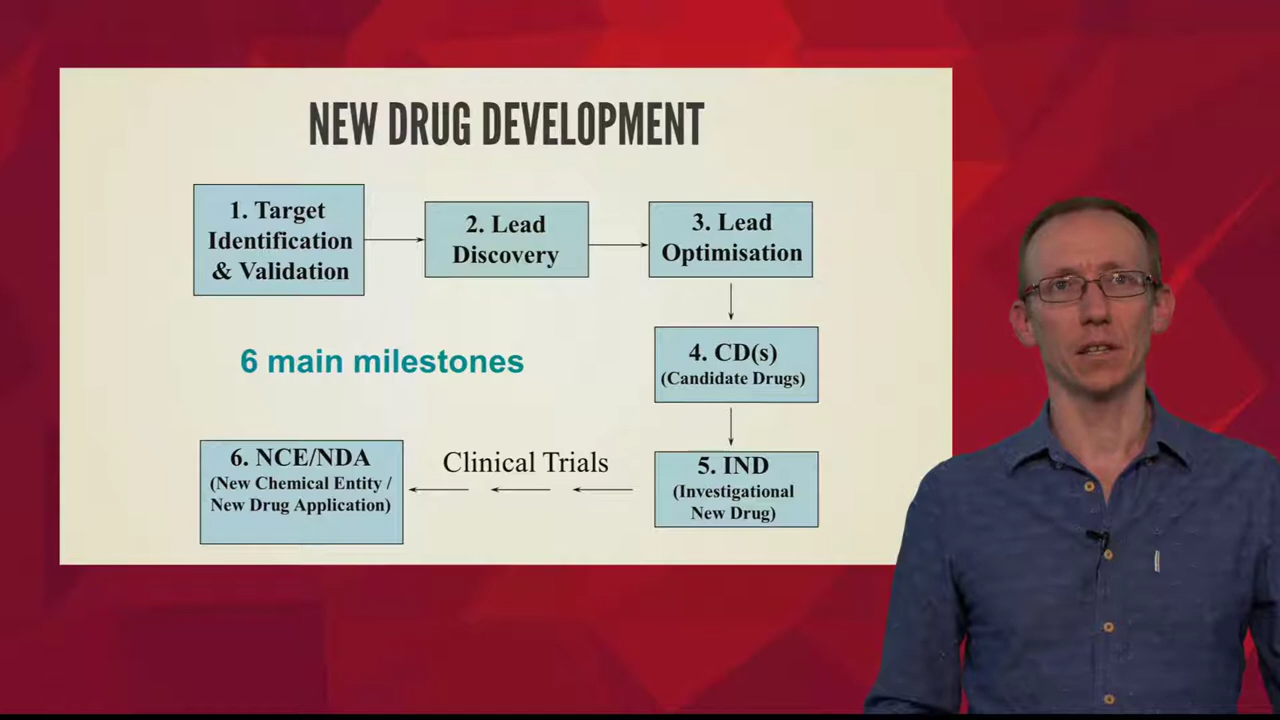 NEW DRUG DEVELOPMENT
1. Target
Identification
& Validation
2. Lead
Discovery
3. Lead
Optimisation
6 main milestones
4. CD(s)
(Candidate Drugs)
5. IND
(Investigational
New Drug)
Clinical Trials
6. NCE/NDA
(New Chemical Entity /
New Drug Application)